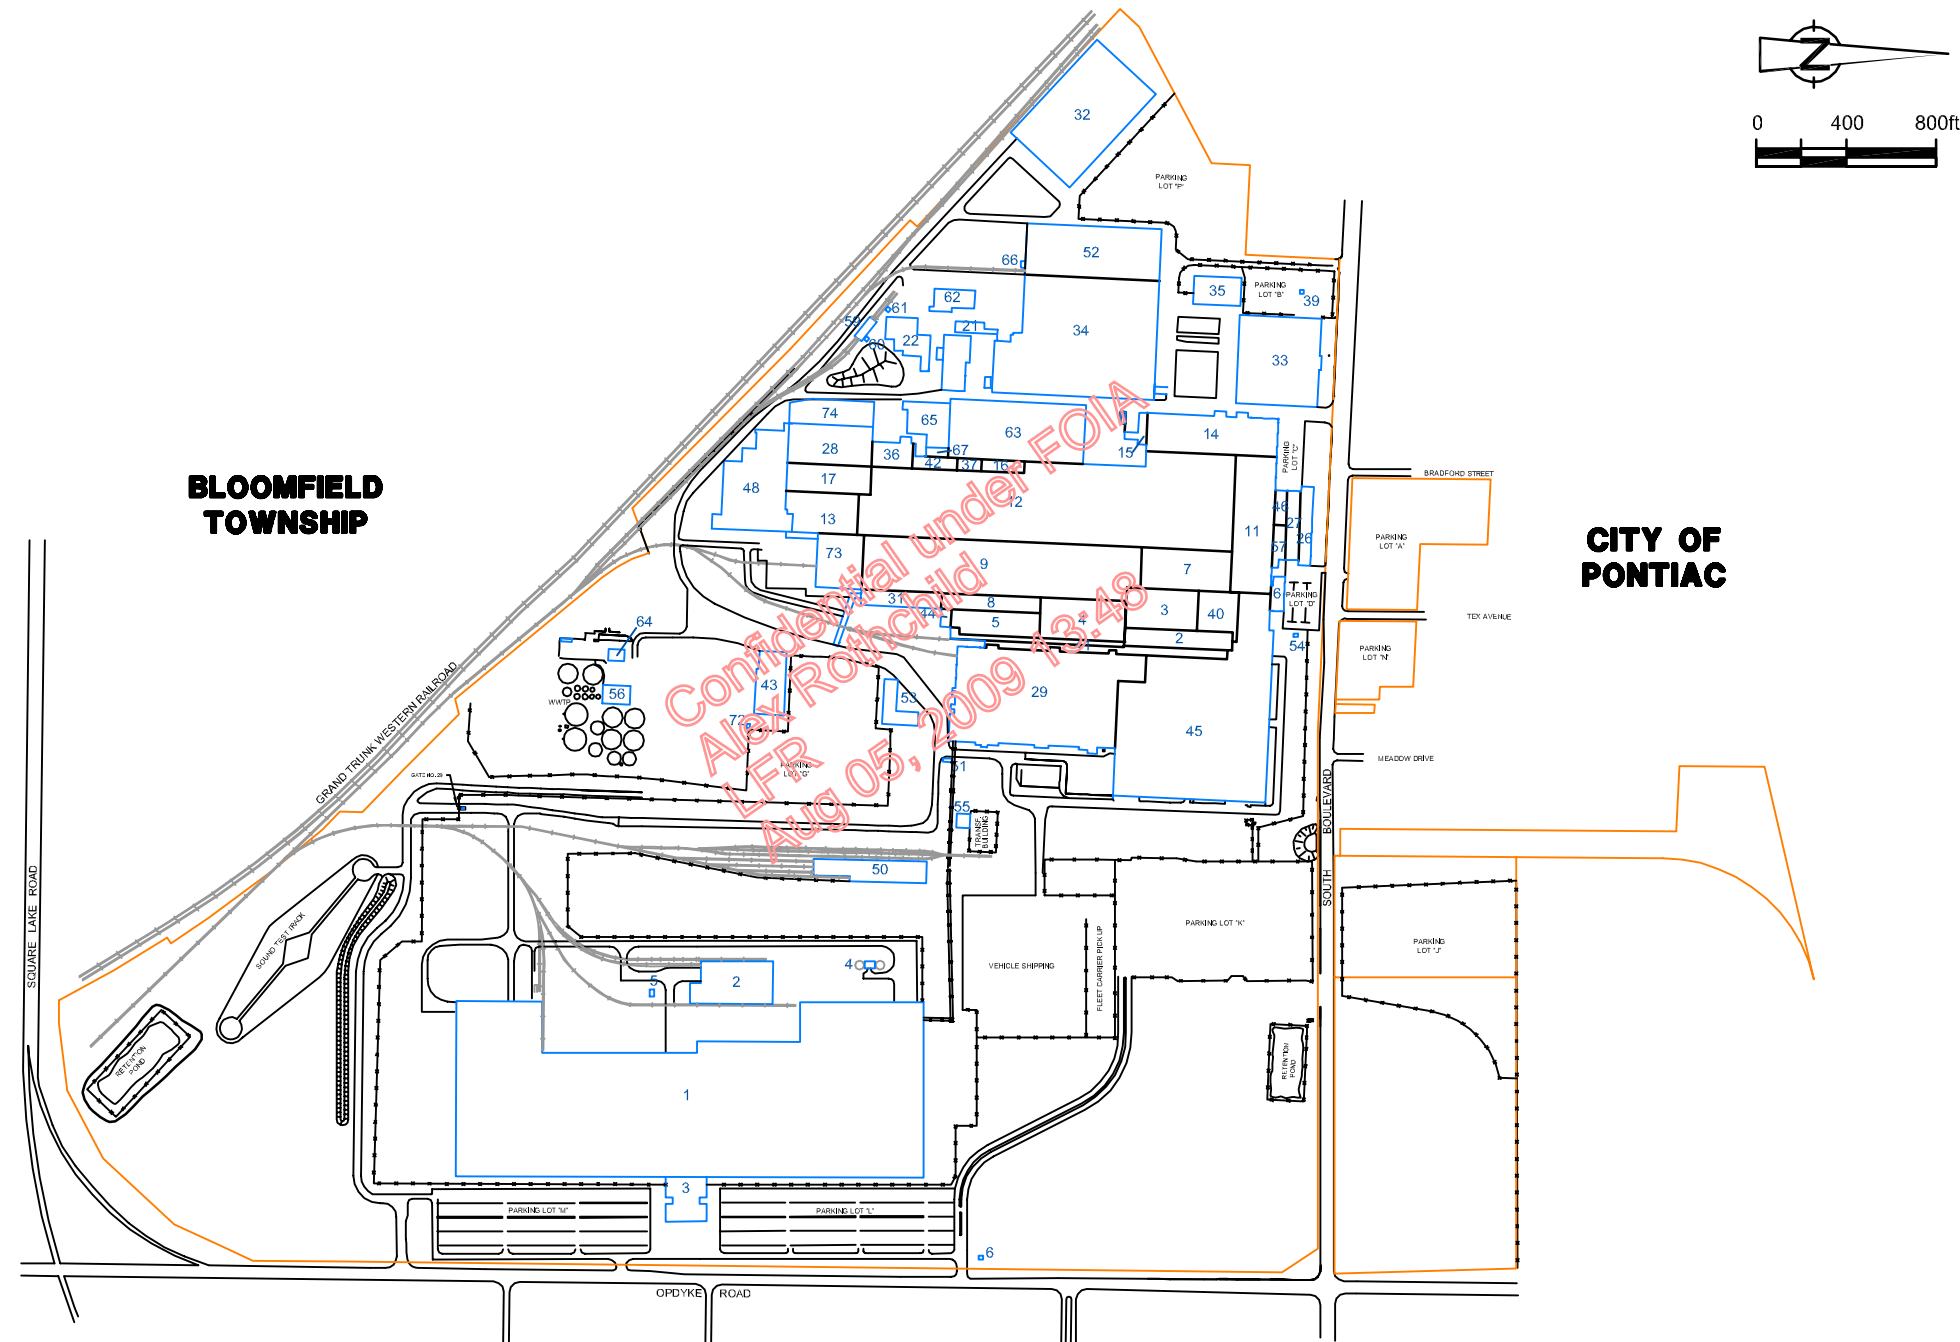 Z
0 400 800ft
32
PARKING
LOT "P"
52
66
35
PARKING
LOT "B"
39
62
61
59
60
22
21
34
33
74
65
63
14
15
28
36
67
42
37
16
PARKING
LOT "C"
BRADFORD STREET
BLOOMFIELD
TOWNSHIP
48
17
12
13
11
46
27
26
57
PARKING
LOT "A"
CITY OF
PONTIAC
73
9
7
31
44
8
5
4
3
40
6
PARKING
LOT "D"
TEX AVENUE
64
2
1
54
PARKING
LOT "N"
56
WWTP
43
72
53
29
45
GRAND TRUNK WESTERN RAILROAD
PARKING
LOT "G"
51
MEADOW DRIVE
GATE NO. 29
55
TRANSF.
BUILDING
SOUTH BOULEVARD
50
SQUARE LAKE ROAD
SOUND TEST TRACK
PARKING LOT "K"
PARKING
LOT "J"
VEHICLE SHIPPING
FLEET CARRIER PICK UP
4
5
2
RETENTION
POND
RETENTION
POND
1
3
PARKING LOT "M"
PARKING LOT "L"
6
OPDYKE ROAD
Confidential under FOIA
Alex Rothchild
LFR
Aug 05, 2009 13:48